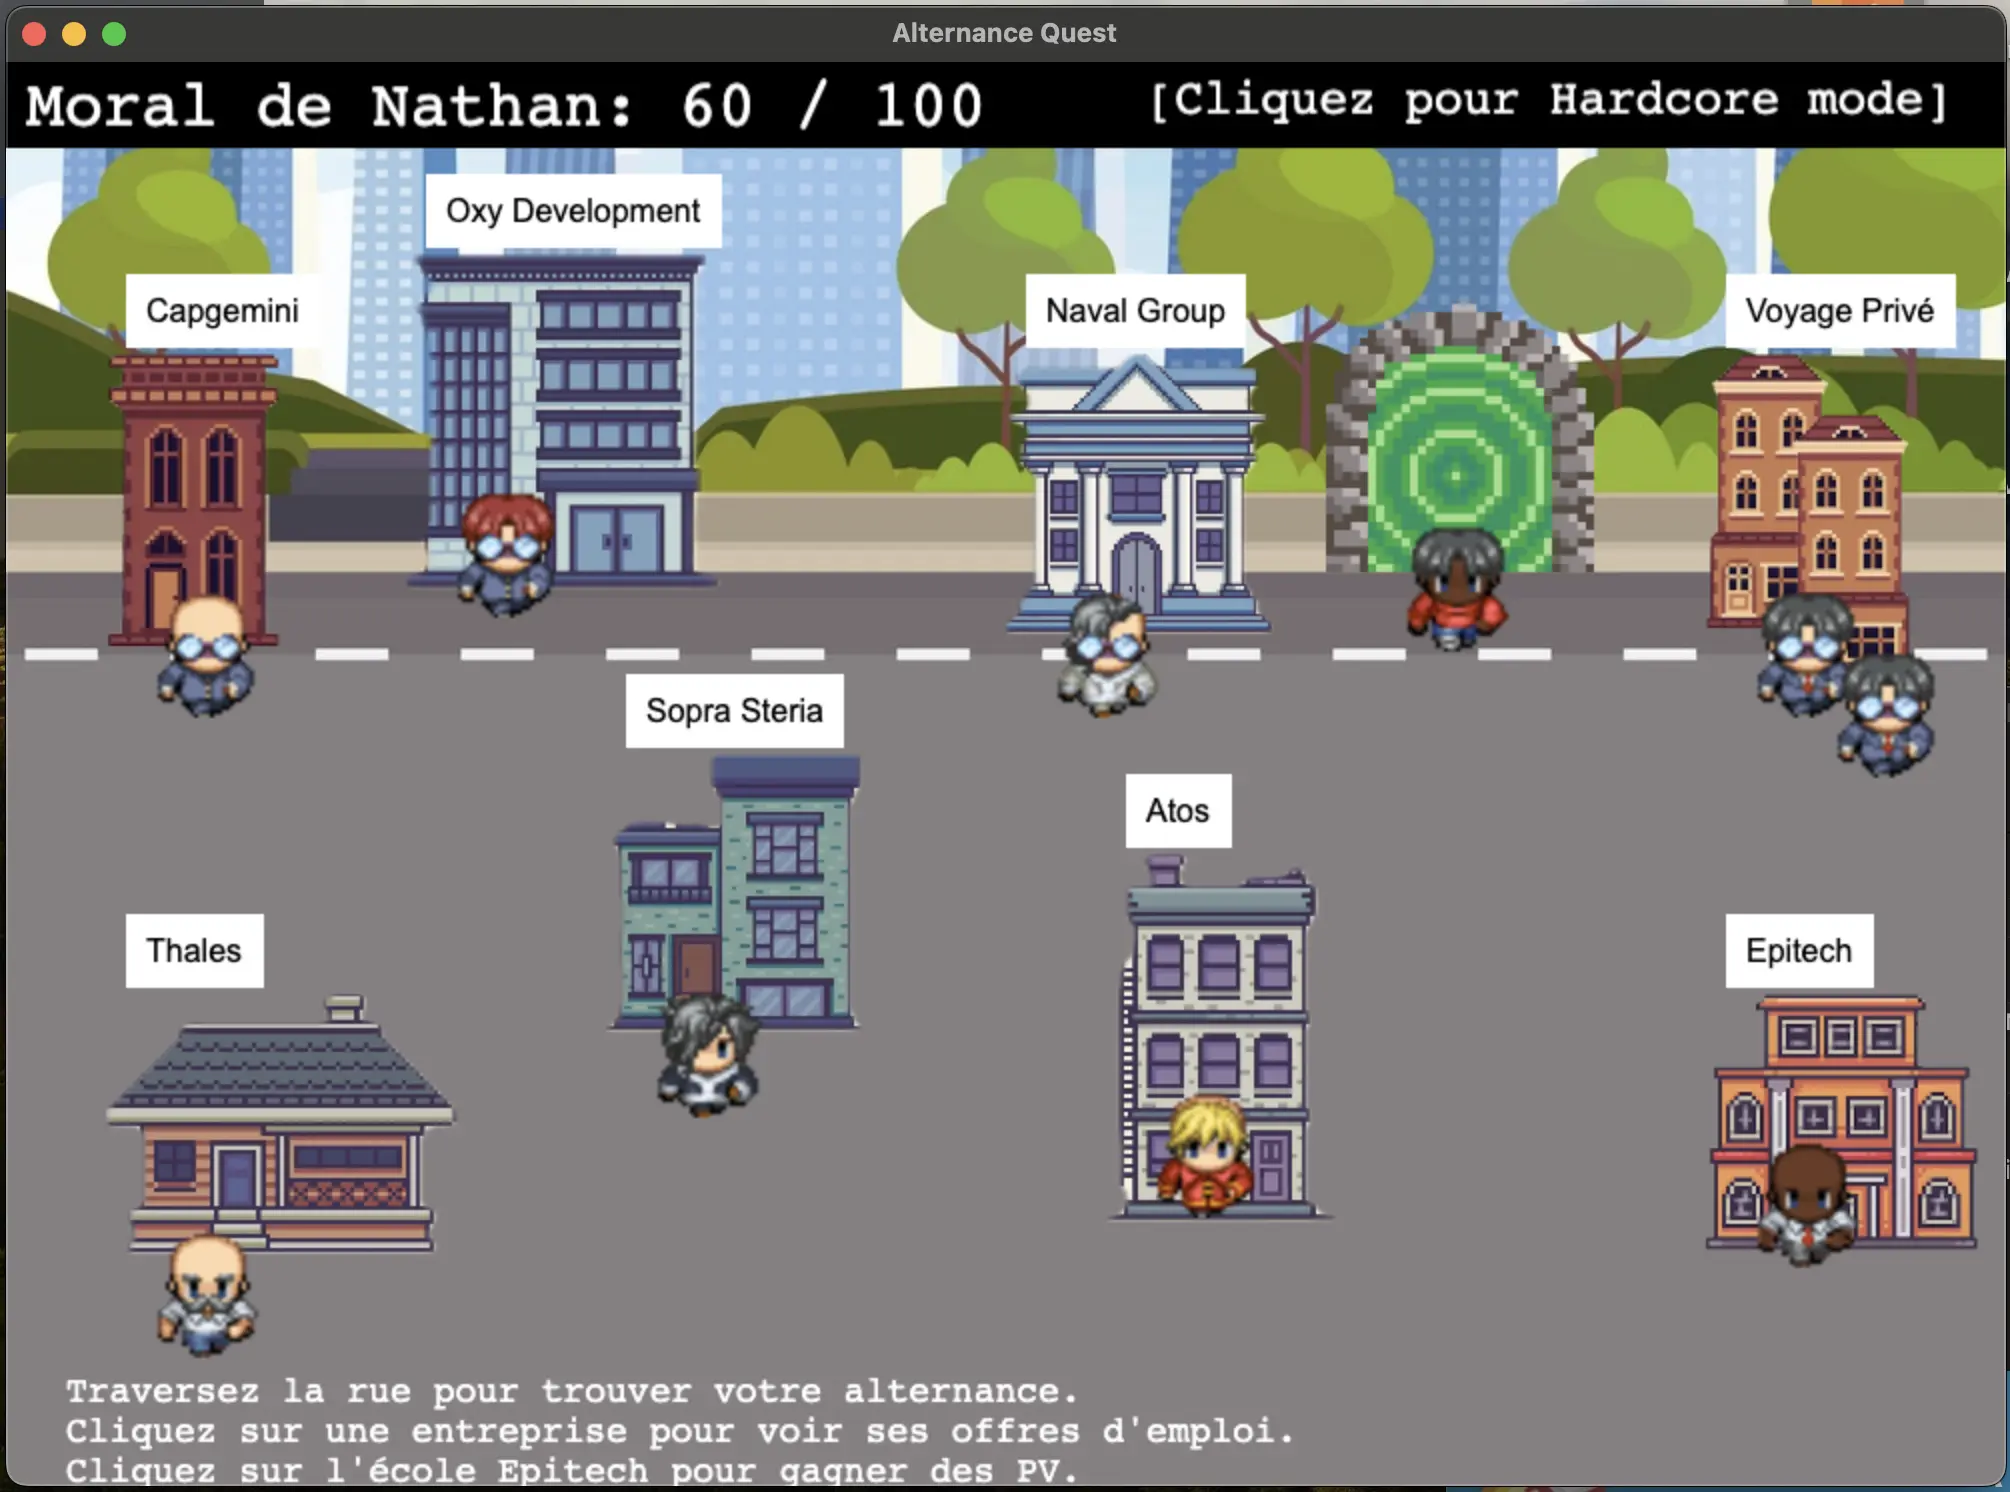 Alternance Quest
Moral de Nathan: 60 / 100
[Cliquez pour Hardcore mode]
Oxy Development
Capgemini
Naval Group
Voyage Privé
Sopra Steria
Atos
Thales
Epitech
Traversez la rue pour trouver votre alternance.
Cliquez sur une entreprise pour voir ses offres d'emploi.
Cliquez sur l'école Epitech pour gagner des PV.